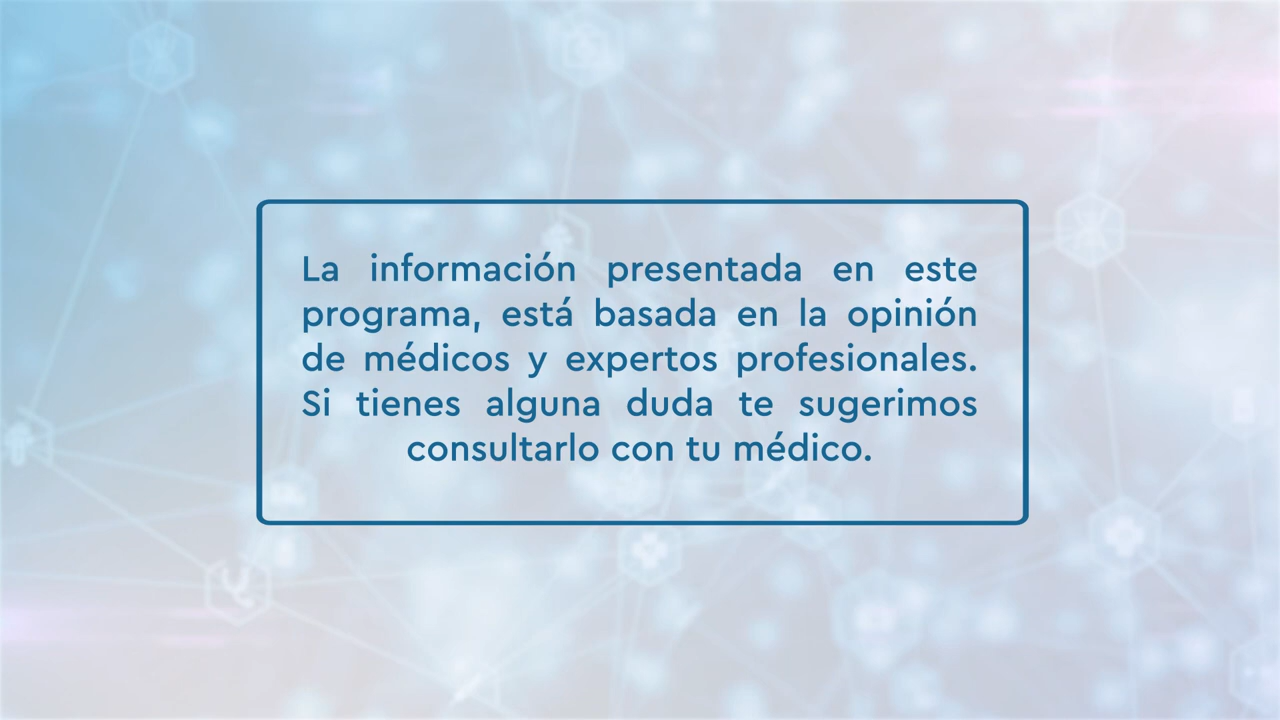 La información presentada en este
programa, está basada en la opinión
de médicos y expertos profesionales.
Si tienes alguna duda te sugerimos
consultarlo con tu médico.